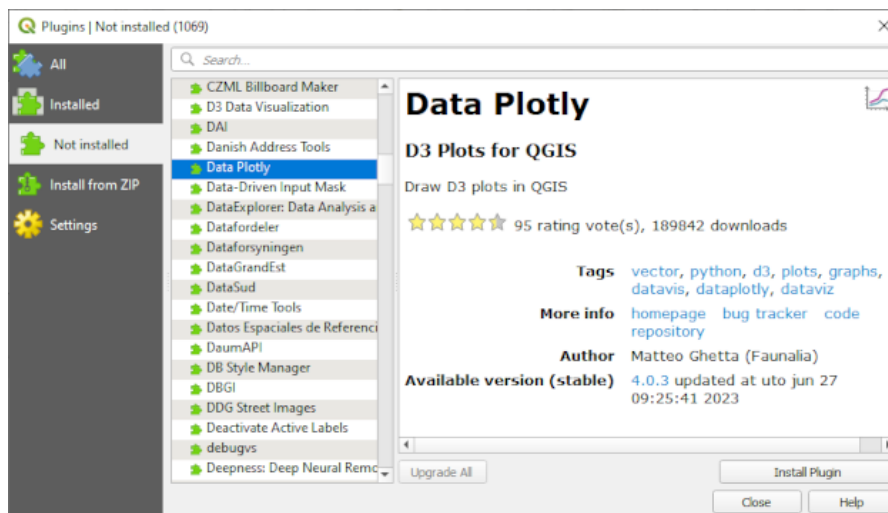 Plugins | Not installed (1069)
All
Installed
Not installed
Install from ZIP
Settings
Search...
CZML Billboard Maker
D3 Data Visualization
DAI
Danish Address Tools
Data Plotly
Data-Driven Input Mask
DataExplorer: Data Analysis a
Datafordeler
Dataforsyningen
DataGrandEst
DataSud
Date/Time Tools
Datos Espaciales de Referenci
DaumAPI
DB Style Manager
DBGI
DDG Street Images
Deactivate Active Labels
debugvs
Deepness: Deep Neural Remo
Data Plotly
D3 Plots for QGIS
Draw D3 plots in QGIS
95 rating vote(s), 189842 downloads
Tags vector, python, d3, plots, graphs,
datavis, dataplotly, dataviz
More info homepage bug tracker code
repository
Author Matteo Ghetta (Faunalia)
Available version (stable) 4.0.3 updated at uto jun 27
09:25:41 2023
Upgrade All
Install Plugin
Close
Help